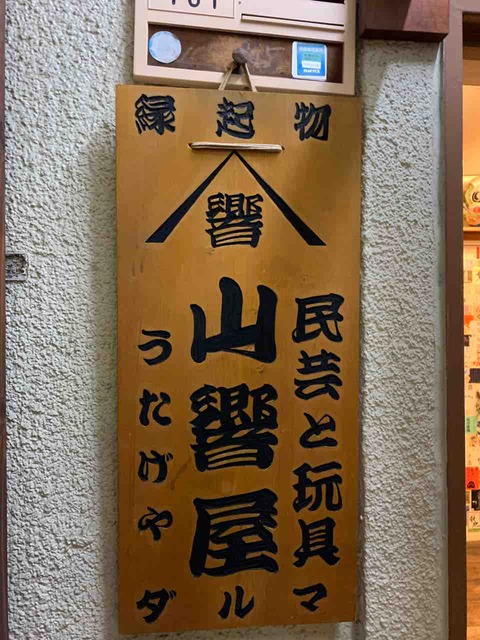 縁起物
響
民芸と玩具
山響屋
うたげや
ダルマ